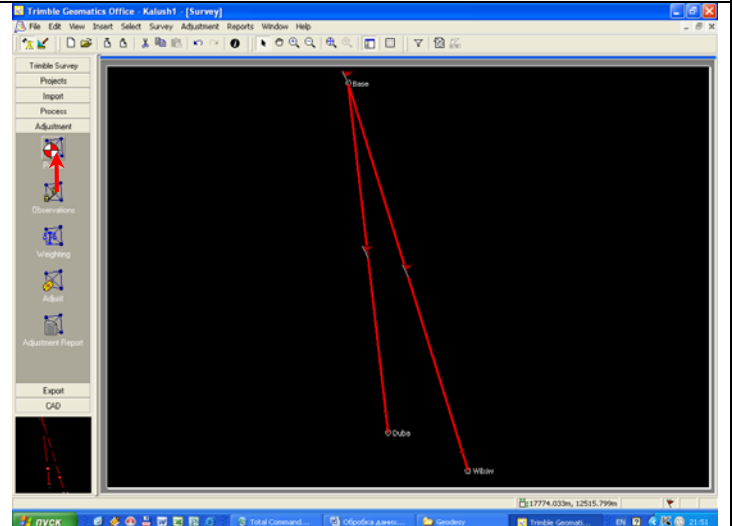 Trimble Geomatics Office - Kalush1 - [Survey]
File Edit View Insert Select Survey Adjustment Reports Window Help
Trimble Survey
Projects
Import
Process
Adjustment
Base
Observations
Weighting
Adjust
Adjustment Report
Duba
Export
CAD
17774.033m, 12515.799m
пуск
Total Command...
Обробка данн...
Geodesy
Trimble Geomati...
EN
21:51